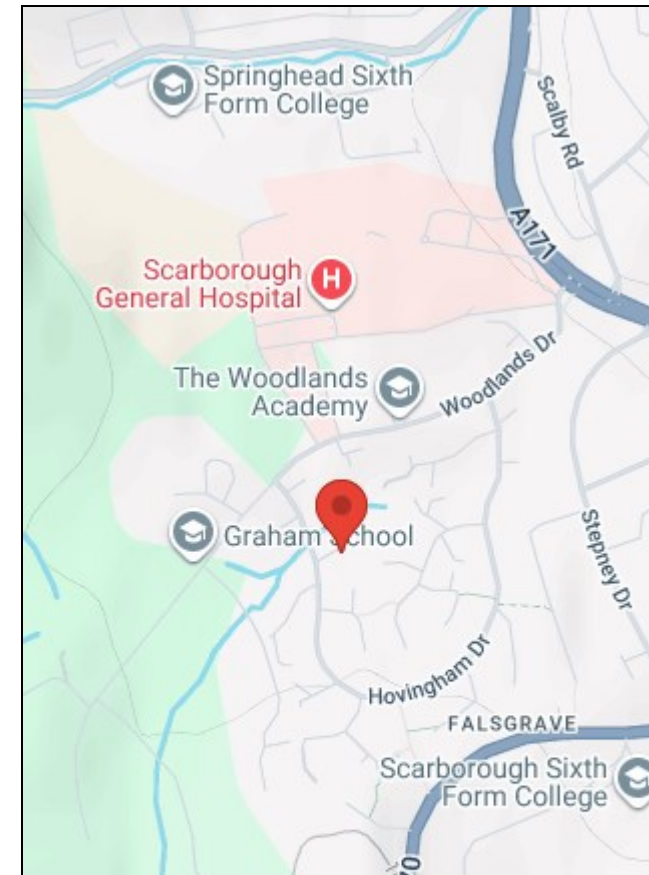 Springhead Sixth
Form College
Scalby Rd
A171
Scarborough
General Hospital
H
The Woodlands
Academy
Woodlands Dr
Graham School
Stepney Dr
Hovingham Dr
FALSGRAVE
Scarborough Sixth
Form College
70